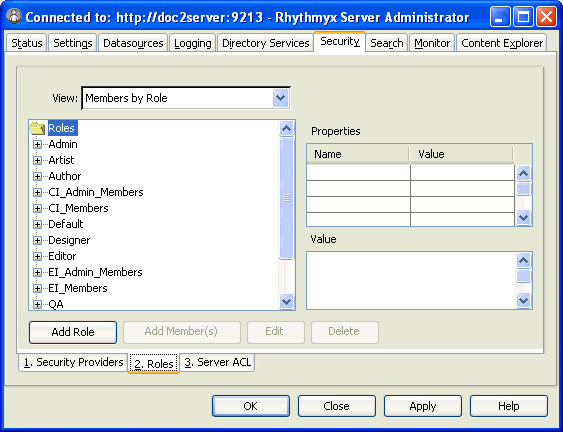 Connected to: http://doc2server:9213 - Rhythmyx Server Administrator
Status Settings Datasources Logging Directory Services Security Search Monitor Content Explorer
View: Members by Role
Roles
Admin
Artist
Author
CI_Admin_Members
CI_Members
Default
Designer
Editor
EI_Admin_Members
EI_Members
QA
Properties
Name Value
Value
Add Role Add Member(s) Edit Delete
1. Security Providers 2. Roles 3. Server ACL
OK Close Apply Help